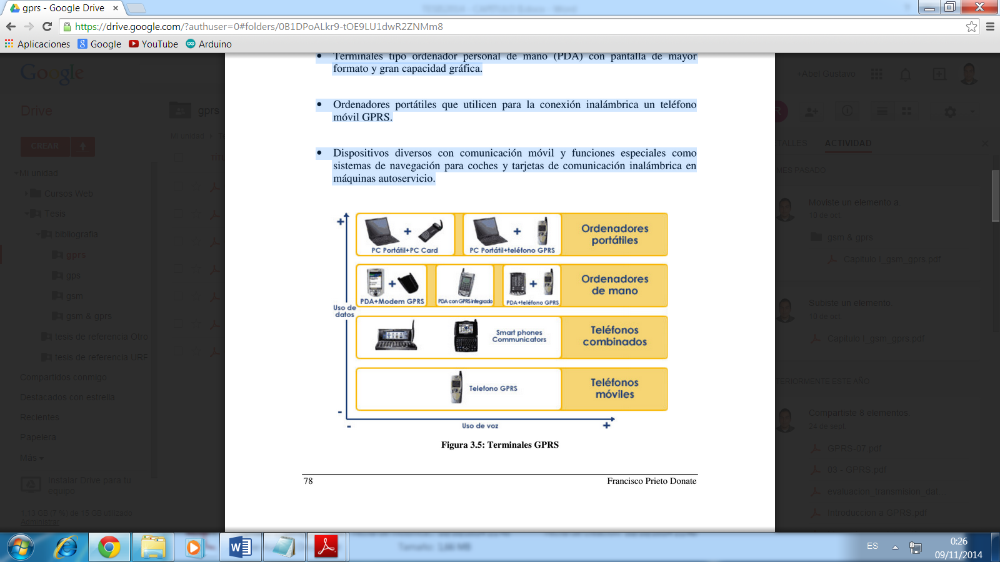 gprs - Google Drive
https://drive.google.com/?authuser=0#folders/0B1DPoALkr9-tOE9LU1dwR2ZNMm8
Aplicaciones Google YouTube Arduino
Google
+Abel Gustavo
Drive
gprs
CREAR
Mi unidad
Mi unidad
Cursos Web
Tesis
bibliografia
gprs
gps
gsm
gsm & gprs
tesis de referencia Otro
tesis de referencia URF
Compartidos conmigo
Destacados con estrella
Recientes
Papelera
Más
Instalar Drive para tu
equipo
1,13 GB (7 %) de 15 GB utilizado
Administrar
• Terminales tipo ordenador personal de mano (PDA) con pantalla de mayor
formato y gran capacidad gráfica.
• Ordenadores portátiles que utilicen para la conexión inalámbrica un teléfono
móvil GPRS.
• Dispositivos diversos con comunicación móvil y funciones especiales como
sistemas de navegación para coches y tarjetas de comunicación inalámbrica en
máquinas autoservicio.
+
+ +
PC Portátil+PC Card PC Portátil+teléfono GPRS
Ordenadores
portátiles
+ +
PDA+Modem GPRS PDA con GPRS integrado PDA+teléfono GPRS
Ordenadores
de mano
Uso de
datos
Smart phones
Communicators
Teléfonos
combinados
Telefono GPRS
Teléfonos
móviles
-
- Uso de voz +
Figura 3.5: Terminales GPRS
78 Francisco Prieto Donate
TALLES ACTIVIDAD
MES PASADO
Moviste un elemento a
10 de oct
gsm & gprs
Capitulo I_gsm_gprs.pdf
Subiste un elemento
10 de oct
Capitulo I_gsm_gprs.pdf
TERIORMENTE ESTE AÑO
Compartiste 8 elementos
24 de sept
GPRS-07.pdf
03 - GPRS.pdf
evaluacion_transmision_dat...
Introduccion a GPRS.pdf
ES
0:26
09/11/2014